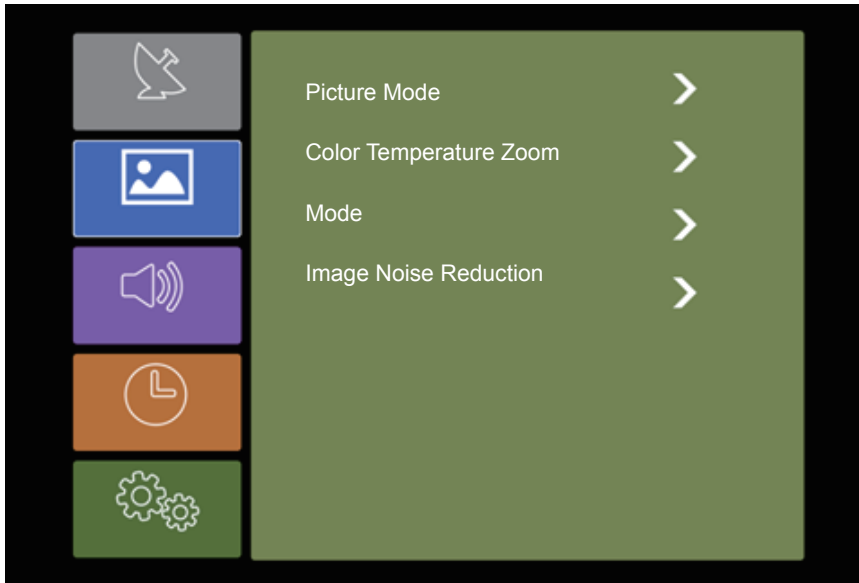 Picture Mode
Color Temperature Zoom
Mode
Image Noise Reduction